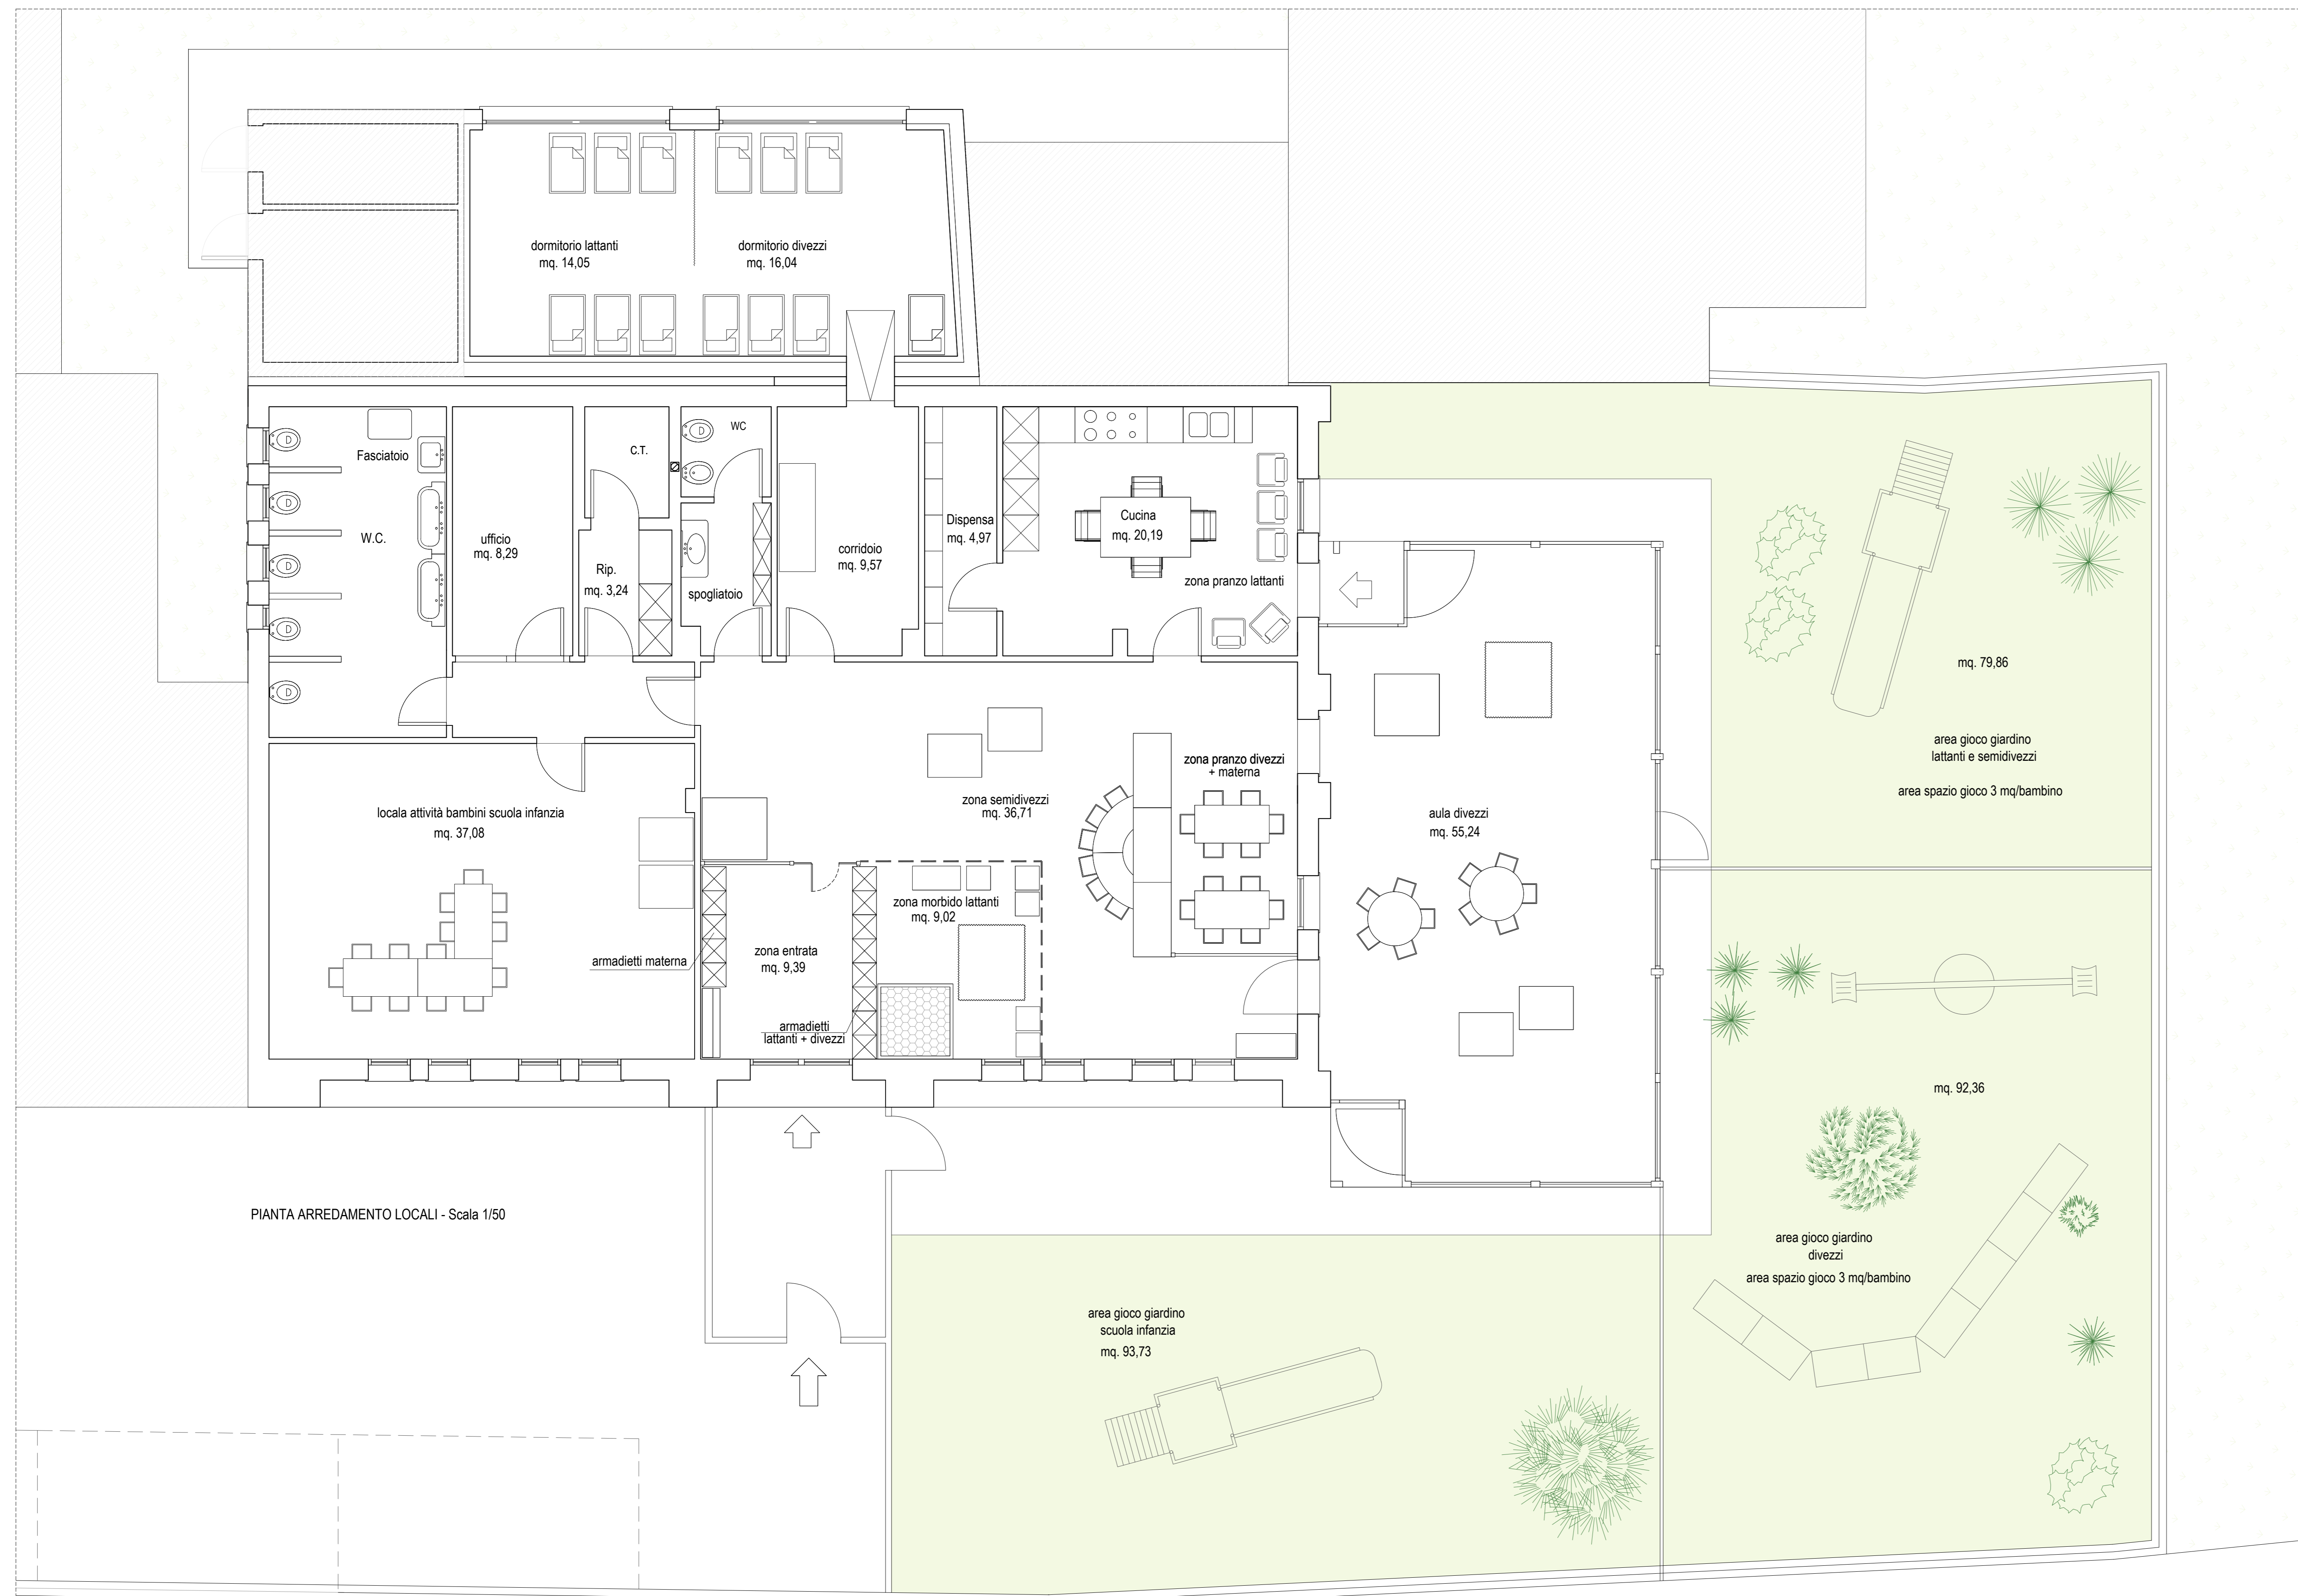 dormitorio lattanti
mq. 14,05
dormitorio divezzi
mq. 16,04
Fasciatoio
W.C.
ufficio
mq. 8,29
C.T.
Rip.
mq. 3,24
WC
spogliatoio
corridoio
mq. 9,57
Dispensa
mq. 4,97
Cucina
mq. 20,19
zona pranzo lattanti
mq. 79,86
area gioco giardino
lattanti e semidivezzi
area spazio gioco 3 mq/bambino
locala attività bambini scuola infanzia
mq. 37,08
zona semidivezzi
mq. 36,71
zona pranzo divezzi
+ materna
aula divezzi
mq. 55,24
zona morbido lattanti
mq. 9,02
armadietti materna
zona entrata
mq. 9,39
armadietti
lattanti + divezzi
mq. 92,36
area gioco giardino
divezzi
area spazio gioco 3 mq/bambino
PIANTA ARREDAMENTO LOCALI - Scala 1/50
area gioco giardino
scuola infanzia
mq. 93,73